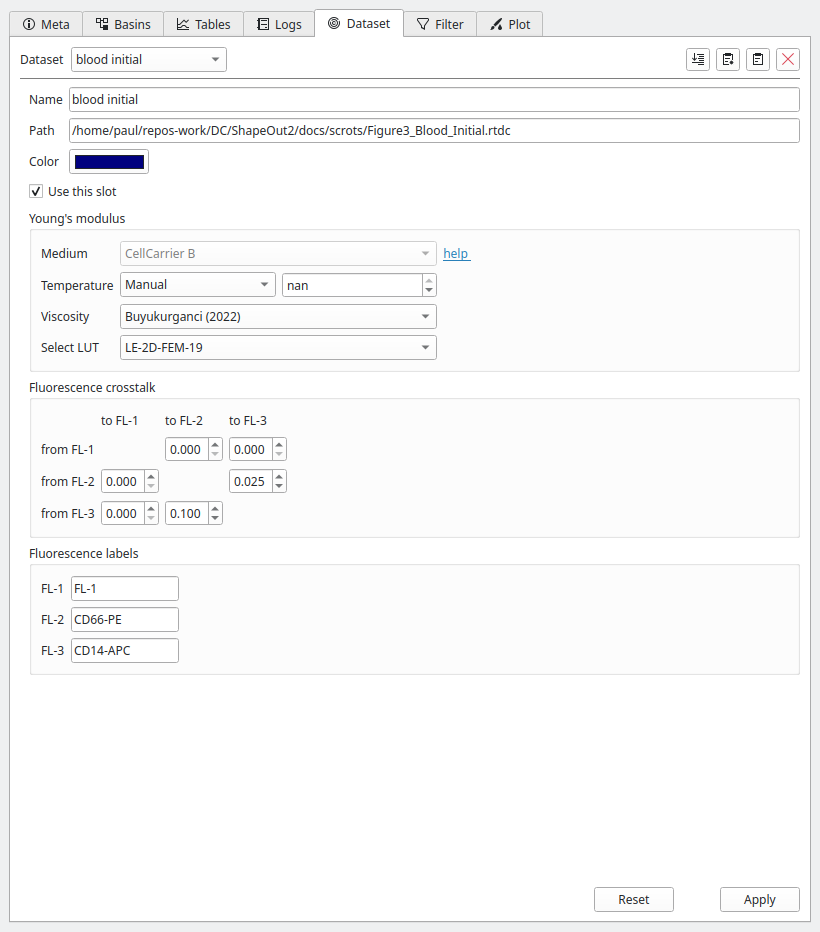 Meta Basins Tables Logs Dataset Filter Plot
Dataset blood initial
Name blood initial
Path /home/paul/repos-work/DC/ShapeOut2/docs/scrots/Figure3_Blood_Initial.rtdc
Color
Use this slot
Young's modulus
Medium CellCarrier B help
Temperature Manual nan
Viscosity Buyukurganci (2022)
Select LUT LE-2D-FEM-19
Fluorescence crosstalk
to FL-1 to FL-2 to FL-3
from FL-1 0.000 0.000
from FL-2 0.000 0.025
from FL-3 0.000 0.100
Fluorescence labels
FL-1 FL-1
FL-2 CD66-PE
FL-3 CD14-APC
Reset Apply